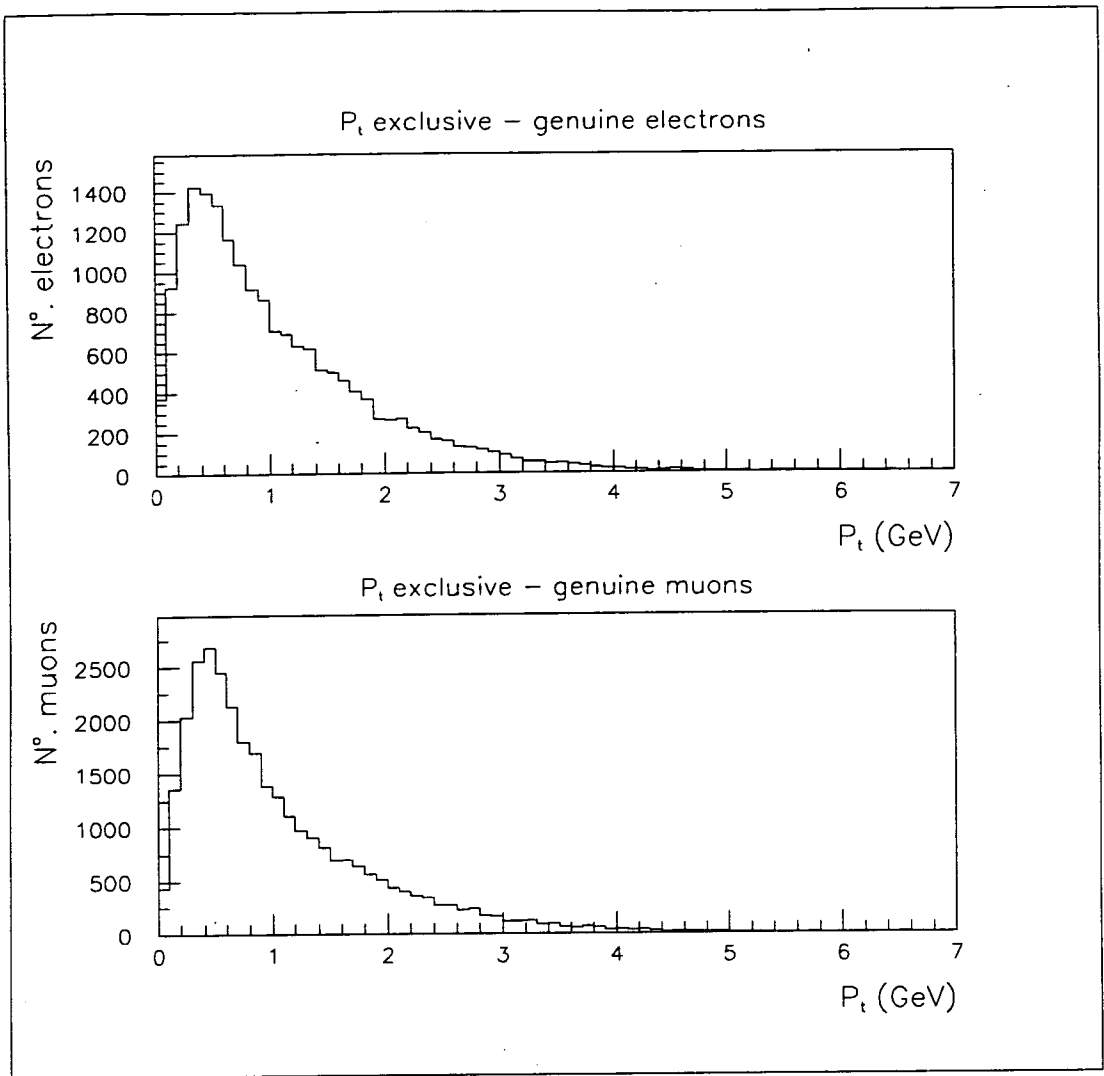 P_t exclusive – genuine electrons
N°. electrons
1400
1200
1000
800
600
400
200
0
0 1 2 3 4 5 6 7
P_t (GeV)
P_t exclusive – genuine muons
N°. muons
2500
2000
1500
1000
500
0
0 1 2 3 4 5 6 7
P_t (GeV)